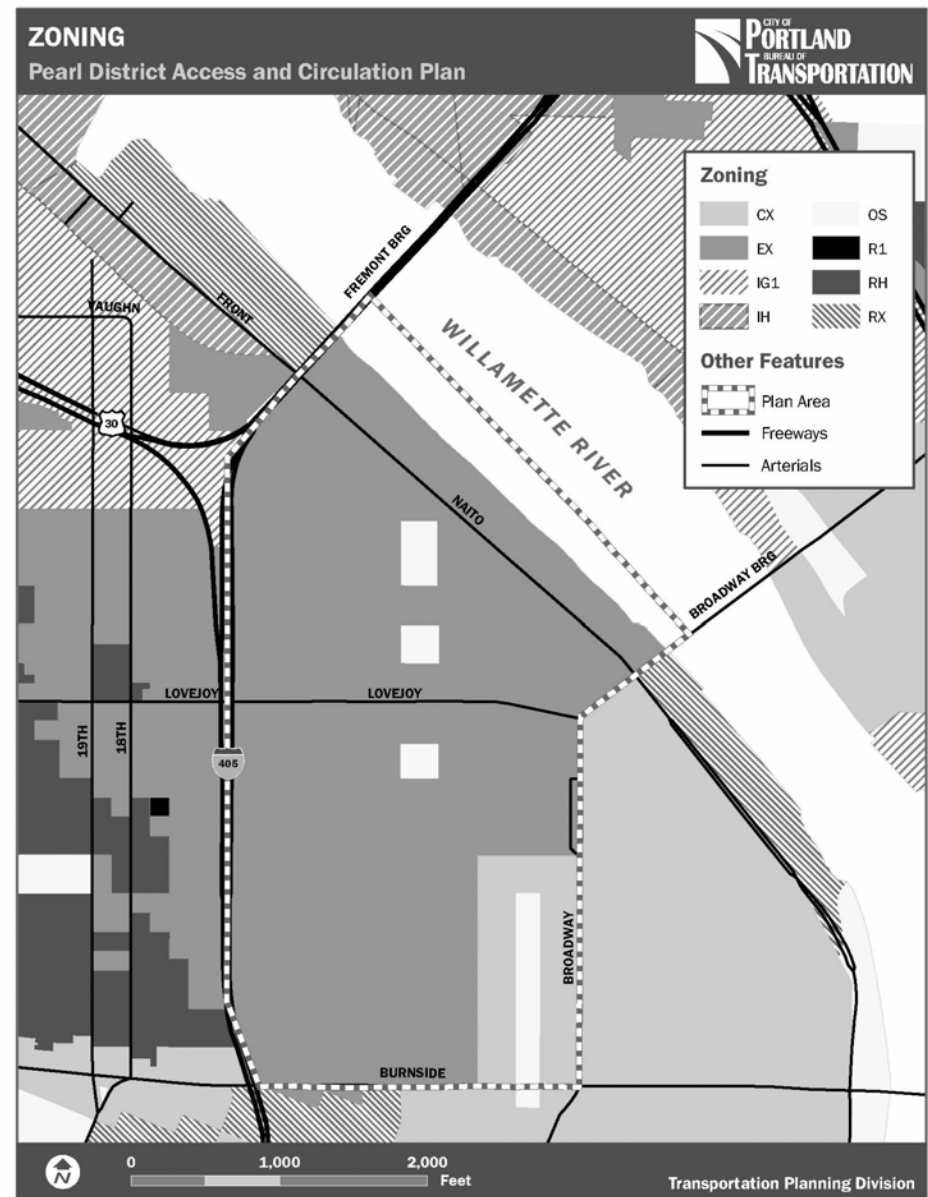 ZONING
Pearl District Access and Circulation Plan
CITY OF
PORTLAND
BUREAU OF
TRANSPORTATION
Zoning
CX
OS
EX
R1
IG1
RH
IH
RX
Other Features
Plan Area
Freeways
Arterials
FREMONT BRG
FRONT
VAUGHN
30
WILLAMETTE RIVER
NAITO
BROADWAY BRG
LOVEJOY
LOVEJOY
19TH
18TH
405
BROADWAY
BURNSIDE
N
0
1,000
2,000
Feet
Transportation Planning Division